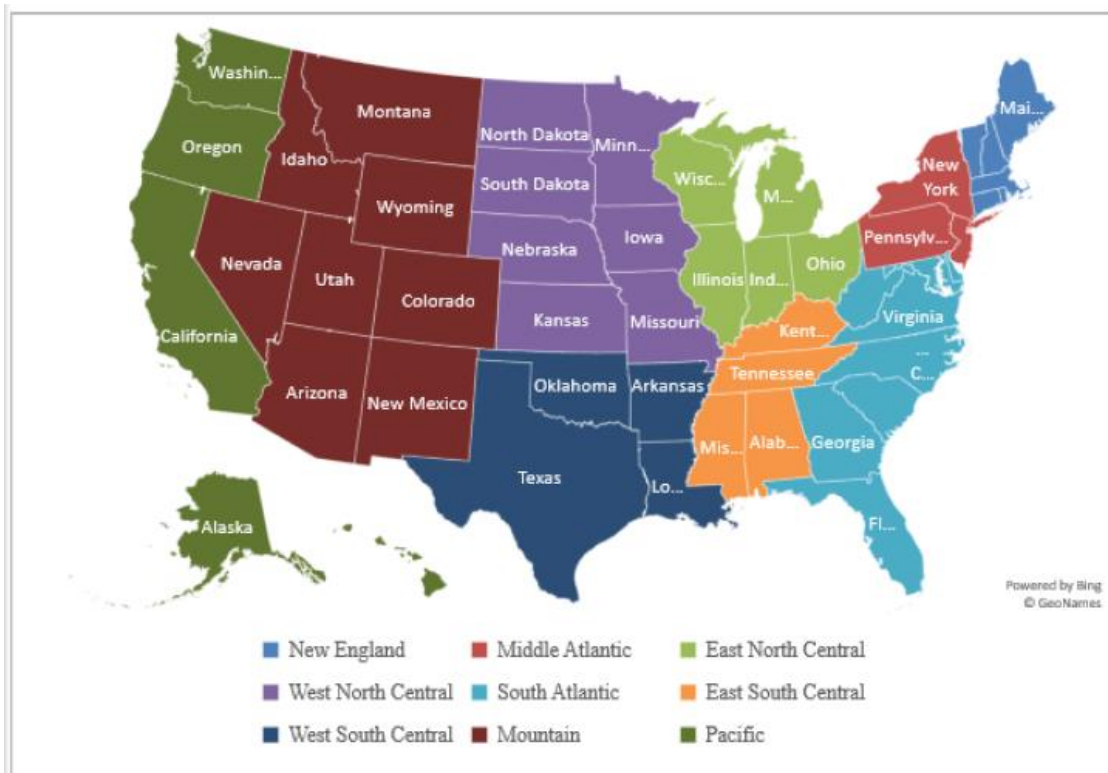 Washin ...
Mai...
Montana
Oregon
North Dakota
Minn
...
Idaho
New
York
South Dakota
Wisc
...
M
...
Wyoming
Pennsylv...
Iowa
Nebraska
Ohio
Nevada
Illinois
Ind
...
Utah
Colorado
Virginia
Kansas
Missouri
California
Kent
...
...
C
...
Tennessee
Oklahoma
Arkansas
Arizona
New Mexico
Georgia
Mis
...
Alab
...
Texas
Lo
...
Alaska
Fl
...
Powered by Bing
© GeoNames
New England
Middle Atlantic
East North Central
West North Central
South Atlantic
East South Central
West South Central
Mountain
Pacific